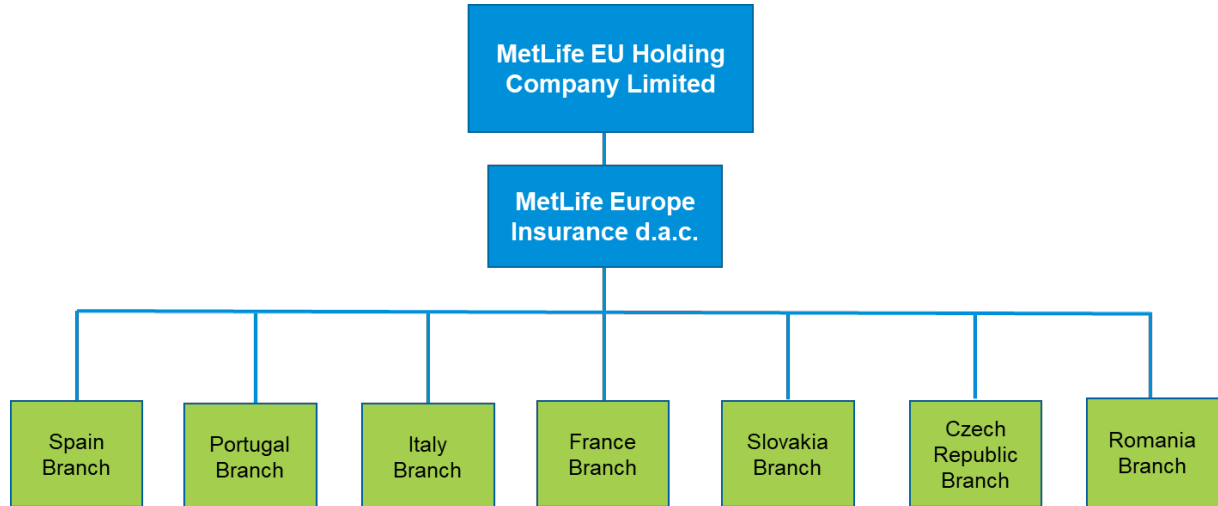 MetLife EU Holding
Company Limited
MetLife Europe
Insurance d.a.c.
Spain
Branch
Portugal
Branch
Italy
Branch
France
Branch
Slovakia
Branch
Czech
Republic
Branch
Romania
Branch